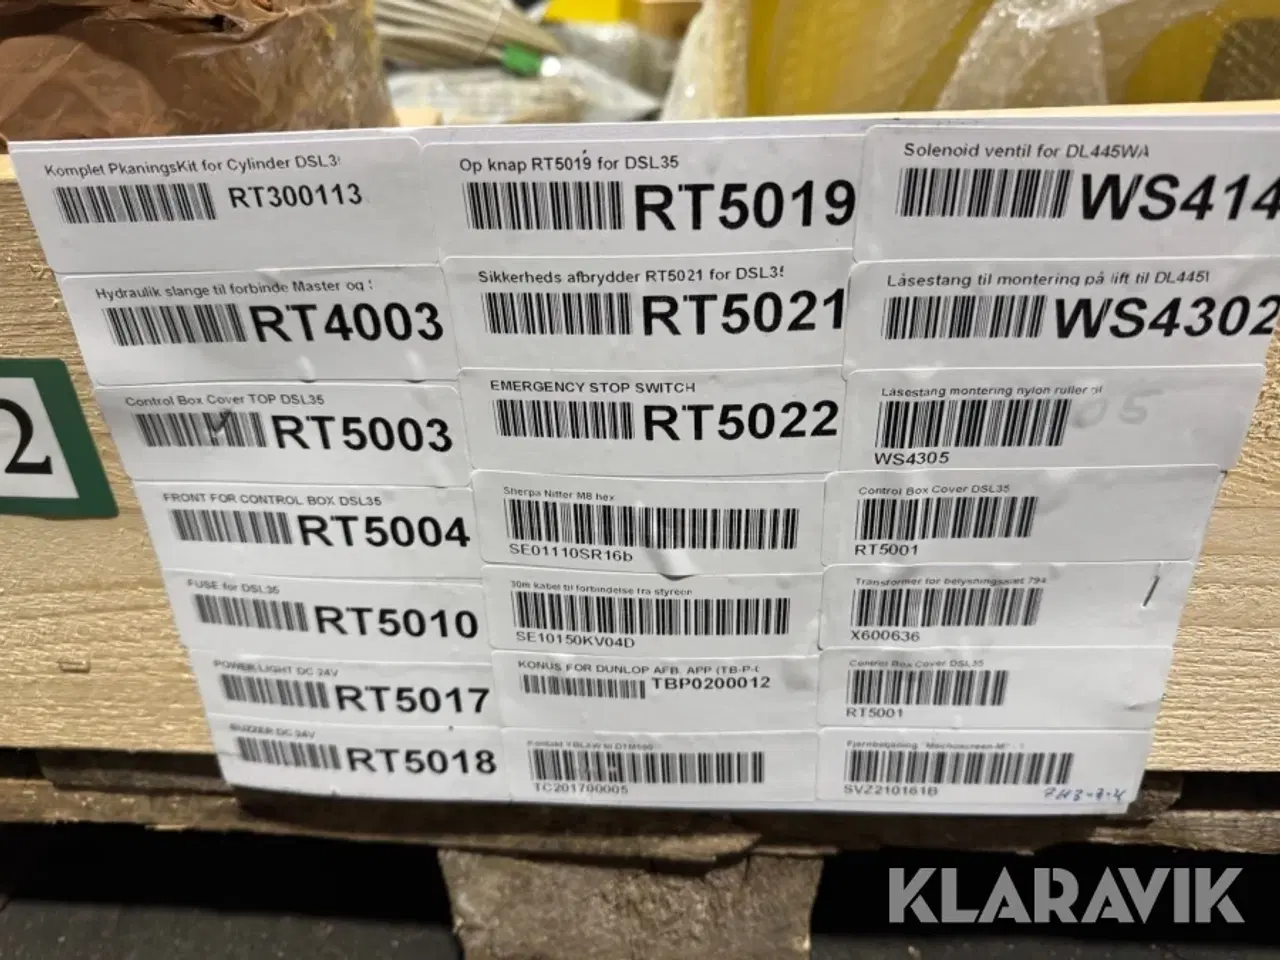 Komplet PkaningsKit for Cylinder DSL3
RT300113
Hydraulik slange til forbinde Master og
RT4003
Control Box Cover TOP DSL35
RT5003
FRONT FOR CONTROL BOX DSL35
RT5004
FUSE for DSL35
RT5010
POWER LIGHT DC 24V
RT5017
BUZZER DC 24V
RT5018
Op knap RT5019 for DSL35
RT5019
Sikkerheds afbrydder RT5021 for DSL35
RT5021
EMERGENCY STOP SWITCH
RT5022
Sherpa Nitter M8 hex
SE01110SR16b
30m kabel til forbindelse fra styreen
SE10150KV04D
KONUS FOR DUNLOP AFB. APP (TB-P-
TBP0200012
TC201700005
Solenoid ventil for DL445WA
WS414
Låsestang til montering på lift til DL445
WS4302
Låsestang montering nylon ruller til
05
WS4305
Control Box Cover DSL35
RT5001
Transformer for belysningssæt 794
X600636
Control Box Cover DSL35
RT5001
SVZ210161B
2
KLARAVIK